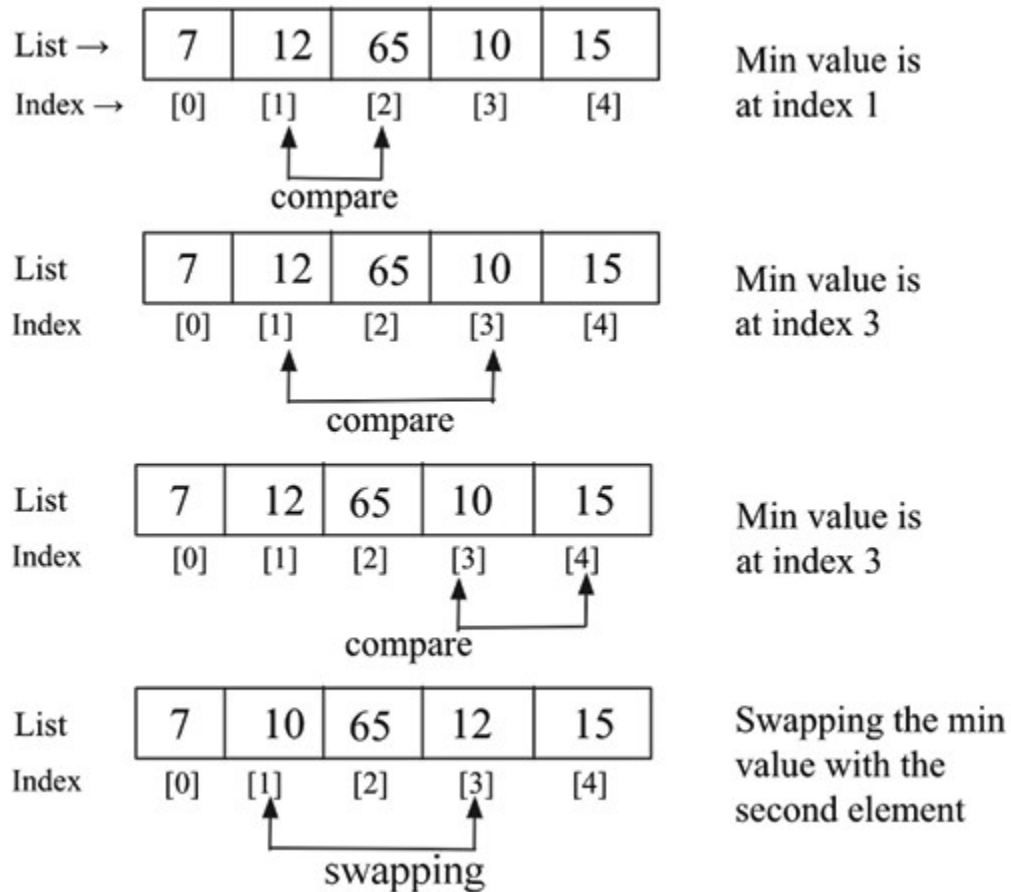 List → 7 12 65 10 15
Index → [0] [1] [2] [3] [4]
compare
Min value is
at index 1
List 7 12 65 10 15
Index [0] [1] [2] [3] [4]
compare
Min value is
at index 3
List 7 12 65 10 15
Index [0] [1] [2] [3] [4]
compare
Min value is
at index 3
List 7 10 65 12 15
Index [0] [1] [2] [3] [4]
swapping
Swapping the min
value with the
second element